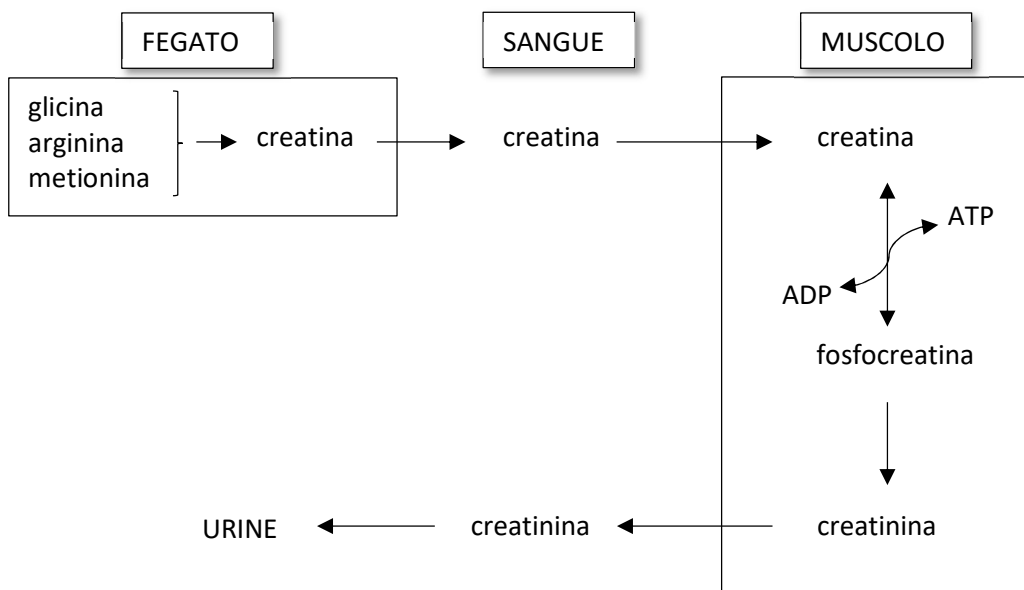 FEGATO
SANGUE
MUSCOLO
glicina
arginina
metionina
creatina
creatina
creatina
ATP
ADP
fosfocreatina
URINE
creatinina
creatinina